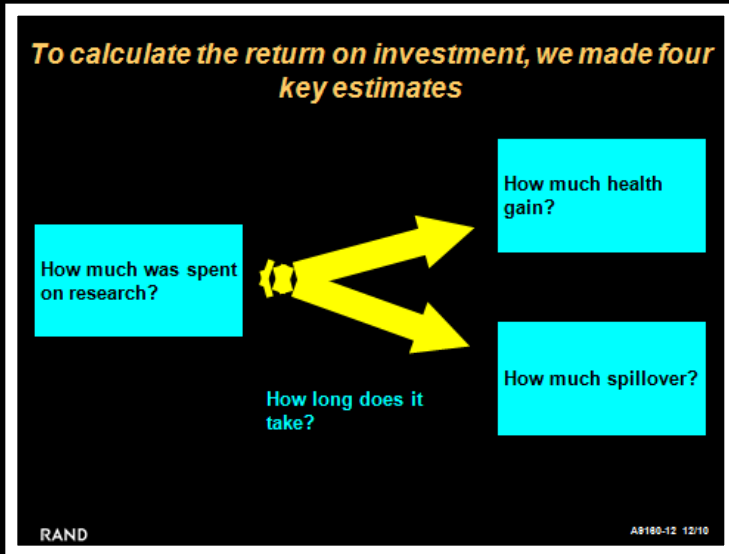 To calculate the return on investment, we made four
key estimates
How much health
gain?
How much was spent
on research?
How much spillover?
How long does it
take?
RAND
A9160-12 12/10